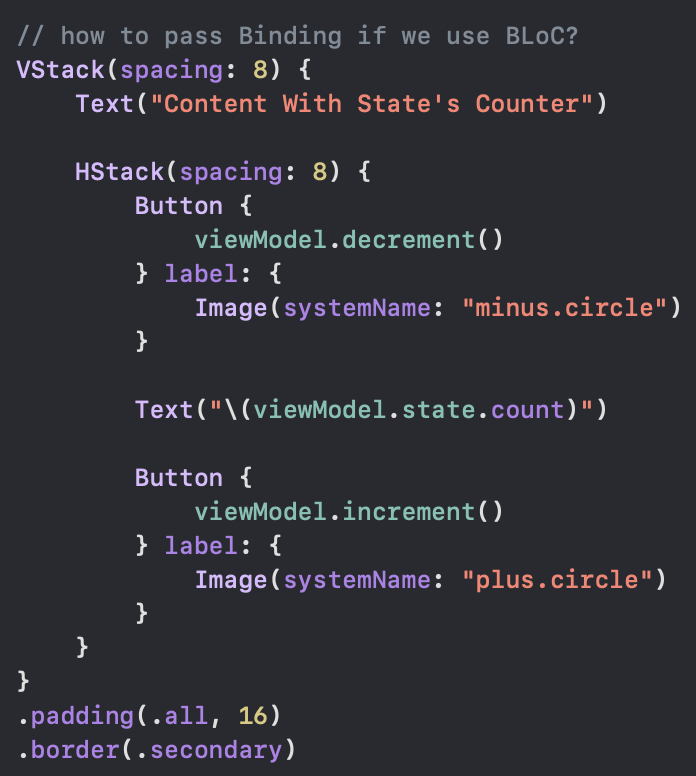 // how to pass Binding if we use BLoC?
VStack(spacing: 8) {
    Text("Content With State's Counter")

    HStack(spacing: 8) {
        Button {
            viewModel.decrement()
        } label: {
            Image(systemName: "minus.circle")
        }

        Text("\(viewModel.state.count)")

        Button {
            viewModel.increment()
        } label: {
            Image(systemName: "plus.circle")
        }
    }
}
.padding(.all, 16)
.border(.secondary)